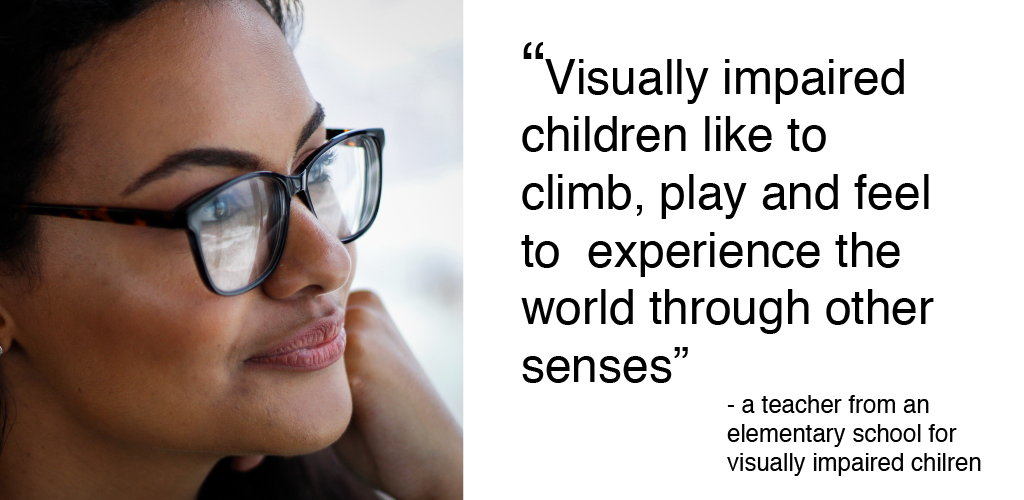 “Visually impaired
children like to
climb, play and feel
to  experience the
world through other
senses”
- a teacher from an
elementary school for
visually impaired chilren